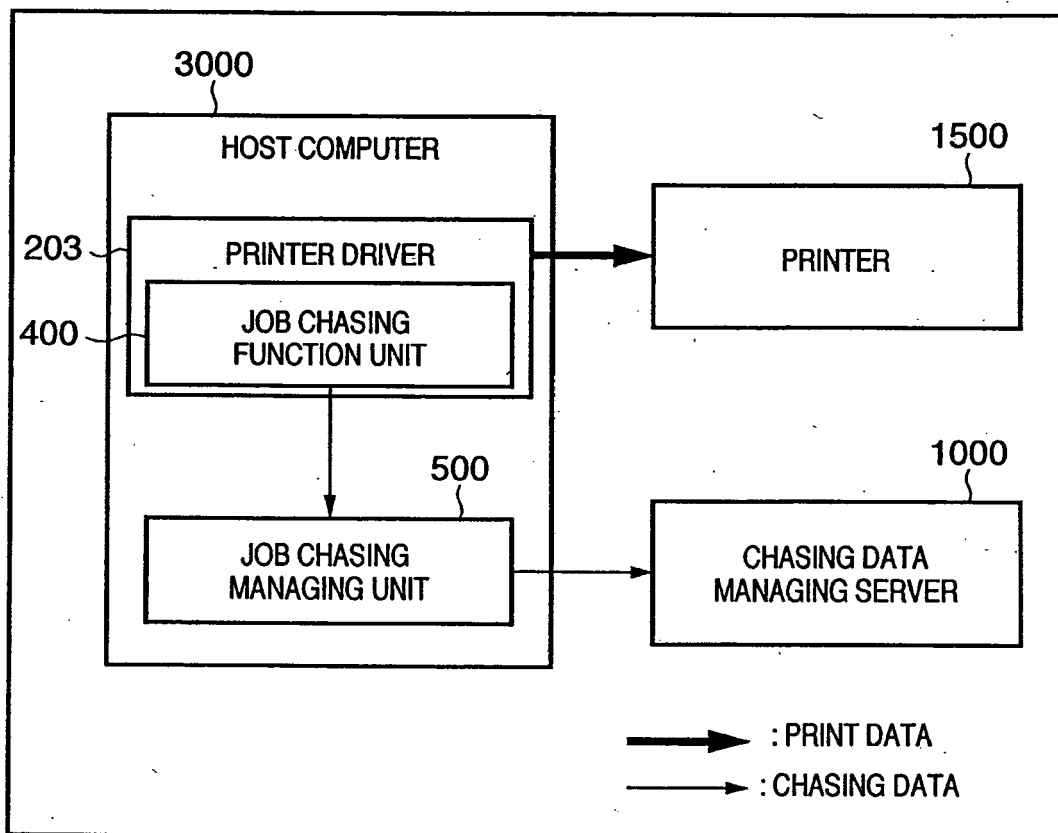 3000
HOST COMPUTER
1500
203
PRINTER DRIVER
PRINTER
400
JOB CHASING
FUNCTION UNIT
500
1000
JOB CHASING
MANAGING UNIT
CHASING DATA
MANAGING SERVER
: PRINT DATA
: CHASING DATA